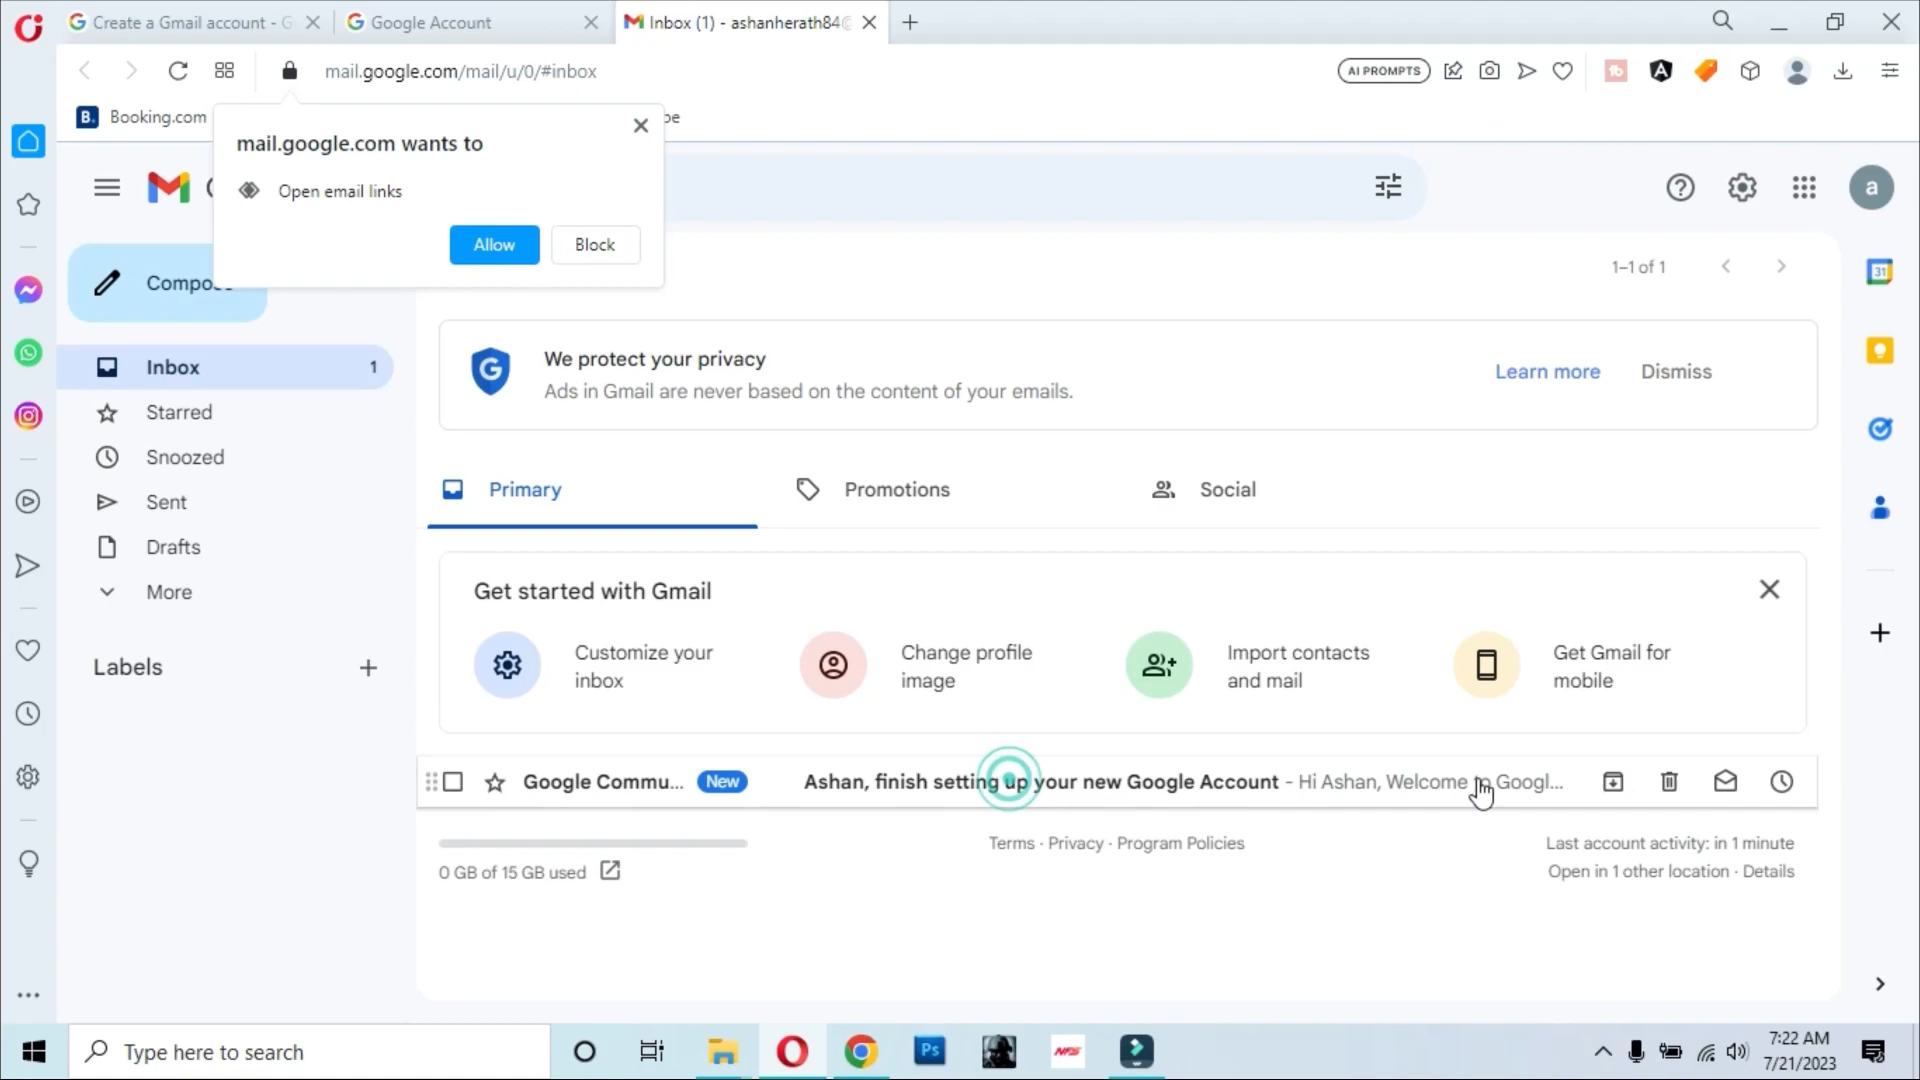 Create a Gmail account - G
Google Account
Inbox (1) - ashanherath84@
mail.google.com/mail/u/0/#inbox
AI PROMPTS
B. Booking.com
be
mail.google.com wants to
Open email links
Allow
Block
a
Compose
1–1 of 1
31
We protect your privacy
Ads in Gmail are never based on the content of your emails.
Learn more
Dismiss
Inbox 1
Starred
Snoozed
Sent
Drafts
More
Labels
Primary
Promotions
Social
Get started with Gmail
Customize your
inbox
Change profile
image
Import contacts
and mail
Get Gmail for
mobile
Google Commu... New Ashan, finish setting up your new Google Account - Hi Ashan, Welcome to Googl...
0 GB of 15 GB used
Terms · Privacy · Program Policies
Last account activity: in 1 minute
Open in 1 other location · Details
Type here to search
Ps
NFS
7:22 AM
7/21/2023